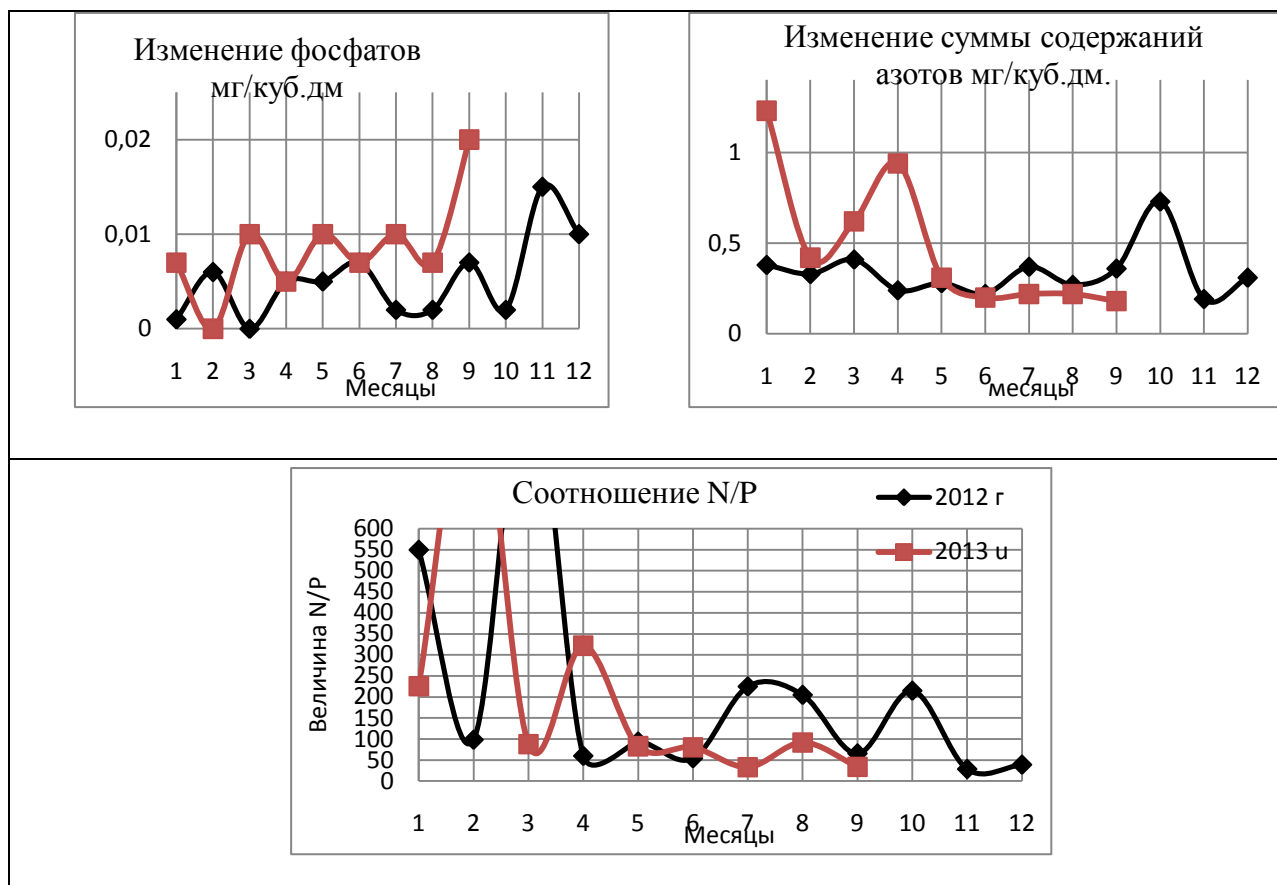 Изменение фосфатов
мг/куб.дм
0,02
0,01
0
1 2 3 4 5 6 7 8 9 10 11 12
Месяцы
Изменение суммы содержаний
азотов мг/куб.дм.
1
0,5
0
1 2 3 4 5 6 7 8 9 10 11 12
месяцы
Соотношение N/P
2012 г
2013 u
Величина N/P
600
550
500
450
400
350
300
250
200
150
100
50
0
1 2 3 4 5 6 7 8 9 10 11 12
Месяцы